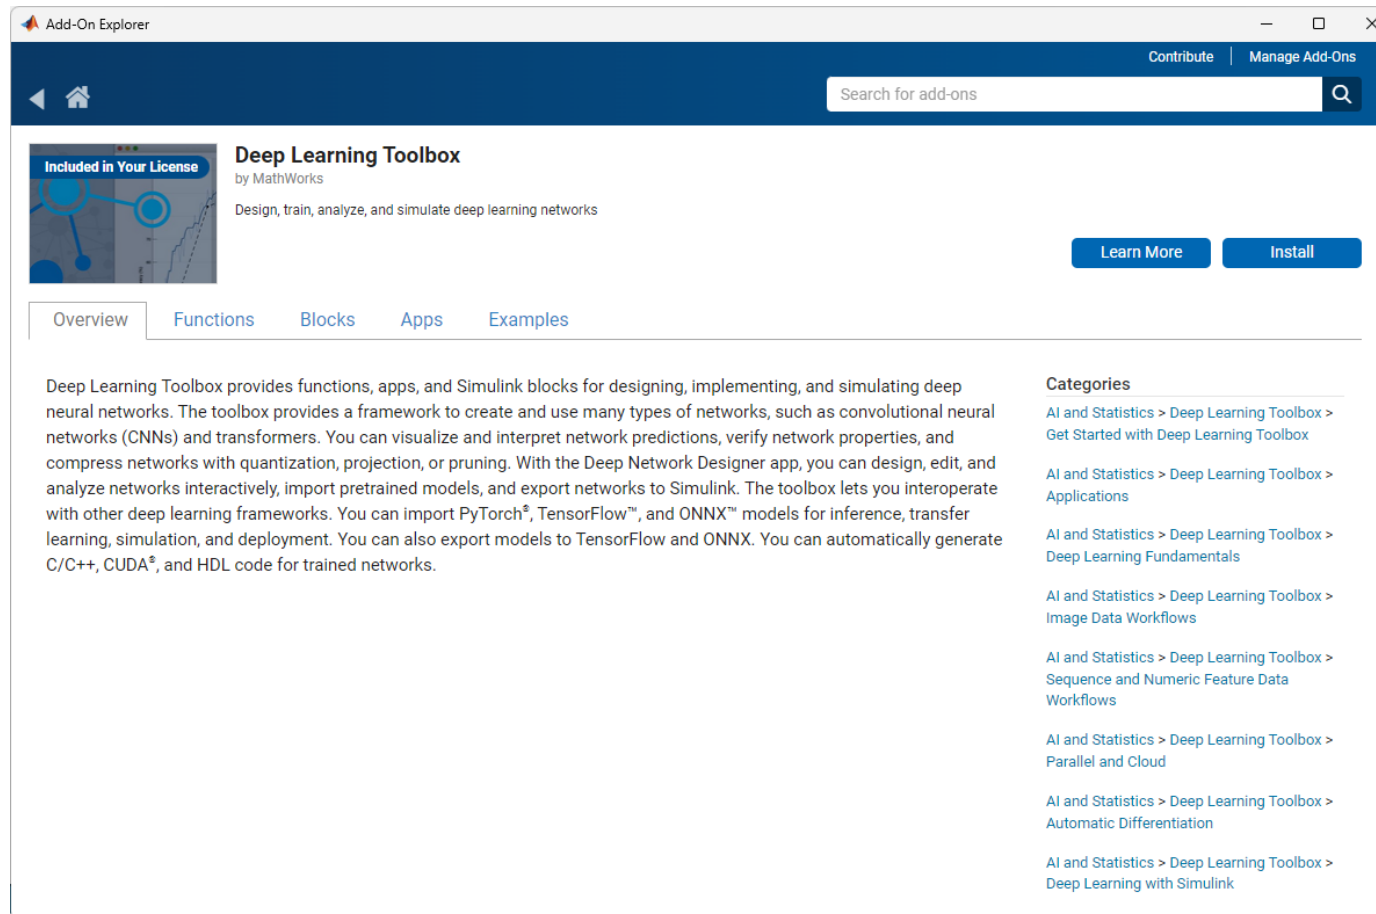 Add-On Explorer
Contribute
Manage Add-Ons
Search for add-ons
Included in Your License
Deep Learning Toolbox
by MathWorks
Design, train, analyze, and simulate deep learning networks
Learn More
Install
Overview
Functions
Blocks
Apps
Examples
Deep Learning Toolbox provides functions, apps, and Simulink blocks for designing, implementing, and simulating deep
neural networks. The toolbox provides a framework to create and use many types of networks, such as convolutional neural
networks (CNNs) and transformers. You can visualize and interpret network predictions, verify network properties, and
compress networks with quantization, projection, or pruning. With the Deep Network Designer app, you can design, edit, and
analyze networks interactively, import pretrained models, and export networks to Simulink. The toolbox lets you interoperate
with other deep learning frameworks. You can import PyTorch®, TensorFlow™, and ONNX™ models for inference, transfer
learning, simulation, and deployment. You can also export models to TensorFlow and ONNX. You can automatically generate
C/C++, CUDA®, and HDL code for trained networks.
Categories
AI and Statistics > Deep Learning Toolbox >
Get Started with Deep Learning Toolbox
AI and Statistics > Deep Learning Toolbox >
Applications
AI and Statistics > Deep Learning Toolbox >
Deep Learning Fundamentals
AI and Statistics > Deep Learning Toolbox >
Image Data Workflows
AI and Statistics > Deep Learning Toolbox >
Sequence and Numeric Feature Data
Workflows
AI and Statistics > Deep Learning Toolbox >
Parallel and Cloud
AI and Statistics > Deep Learning Toolbox >
Automatic Differentiation
AI and Statistics > Deep Learning Toolbox >
Deep Learning with Simulink